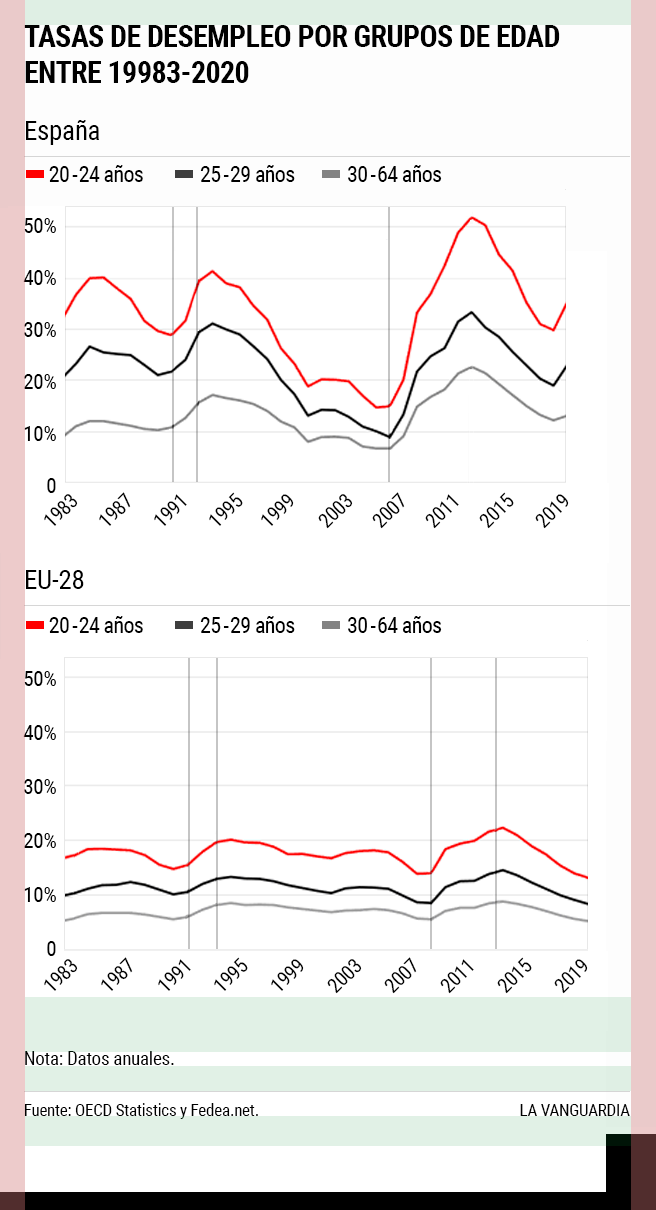 TASAS DE DESEMPLEO POR GRUPOS DE EDAD
ENTRE 19983-2020
España
20-24 años 25-29 años 30-64 años
50%
40%
30%
20%
10%
0
1983 1987 1991 1995 1999 2003 2007 2011 2015 2019
EU-28
20-24 años 25-29 años 30-64 años
50%
40%
30%
20%
10%
0
1983 1987 1991 1995 1999 2003 2007 2011 2015 2019
Nota: Datos anuales.
Fuente: OECD Statistics y Fedea.net. LA VANGUARDIA